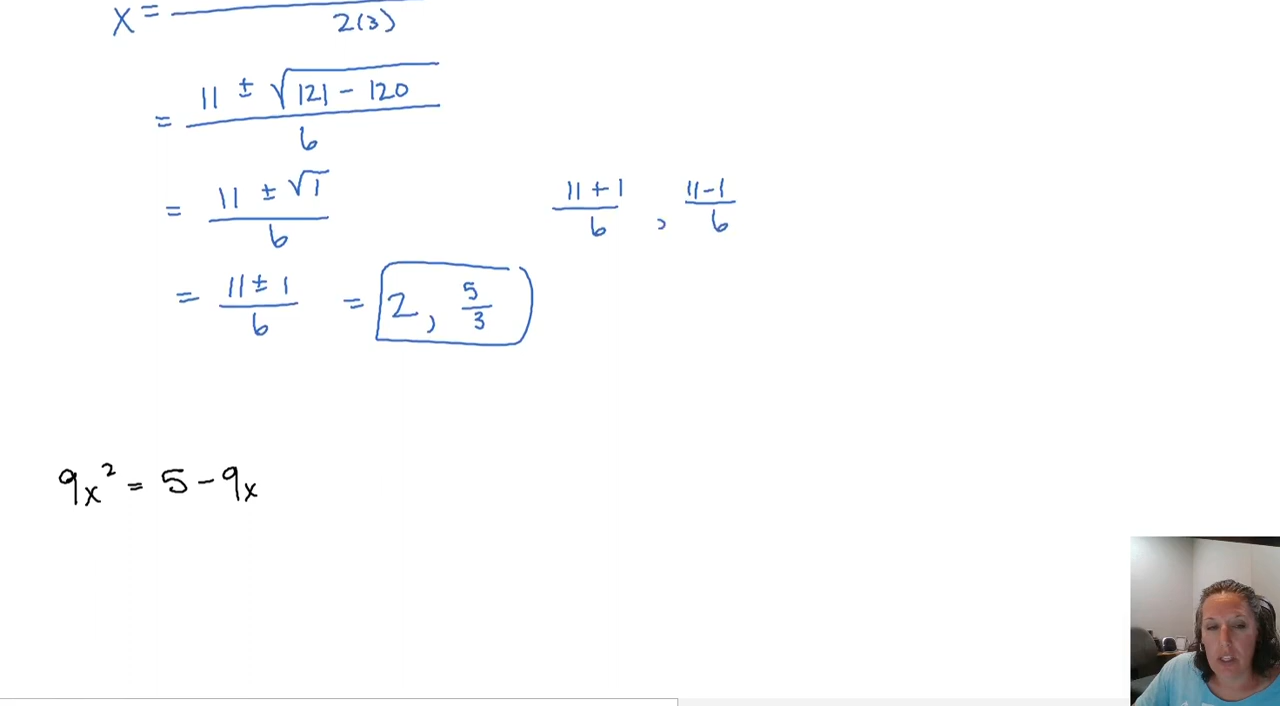 x = ――― 2(3)
= (11 ± √(121 - 120)) / 6
= (11 ± √1) / 6    (11 + 1) / 6 , (11 - 1) / 6
= (11 ± 1) / 6 = 2, 5/3
9x² = 5 - 9x